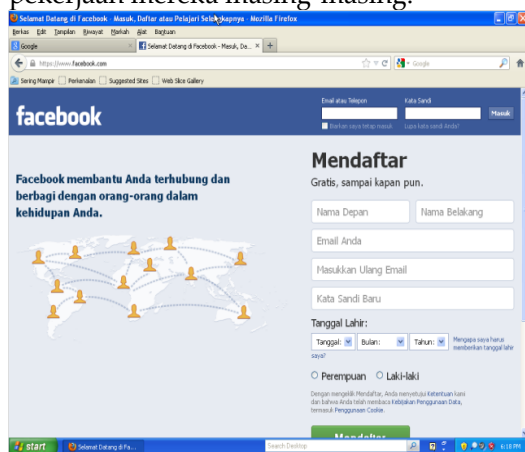 pekerjaan mereka masing-masing.
Selamat Datang di Facebook - Masuk, Daftar atau Pelajari Selengkapnya - Mozilla Firefox
Berkas Edit Tampilan Riwayat Markah Alat Bantuan
Google
Selamat Datang di Facebook - Masuk, Da...
https://www.facebook.com
Google
Sering Mampir Perkenalan Suggested Sites Web Slice Gallery
facebook
Email atau Telepon Kata Sandi
Masuk
Biarkan saya tetap masuk Lupa kata sandi Anda?
Facebook membantu Anda terhubung dan
berbagi dengan orang-orang dalam
kehidupan Anda.
Mendaftar
Gratis, sampai kapan pun.
Nama Depan Nama Belakang
Email Anda
Masukkan Ulang Email
Kata Sandi Baru
Tanggal Lahir:
Tanggal: Bulan: Tahun: Mengapa saya harus
memberikan tanggal lahir
saya?
Perempuan Laki-laki
Dengan mengeklik Mendaftar, Anda menyetujui Ketentuan kami
dan bahwa Anda telah membaca Kebijakan Penggunaan Data,
termasuk Penggunaan Cookie.
Mendaftar
start
Selamat Datang di Fa...
Search Desktop
6:18 PM